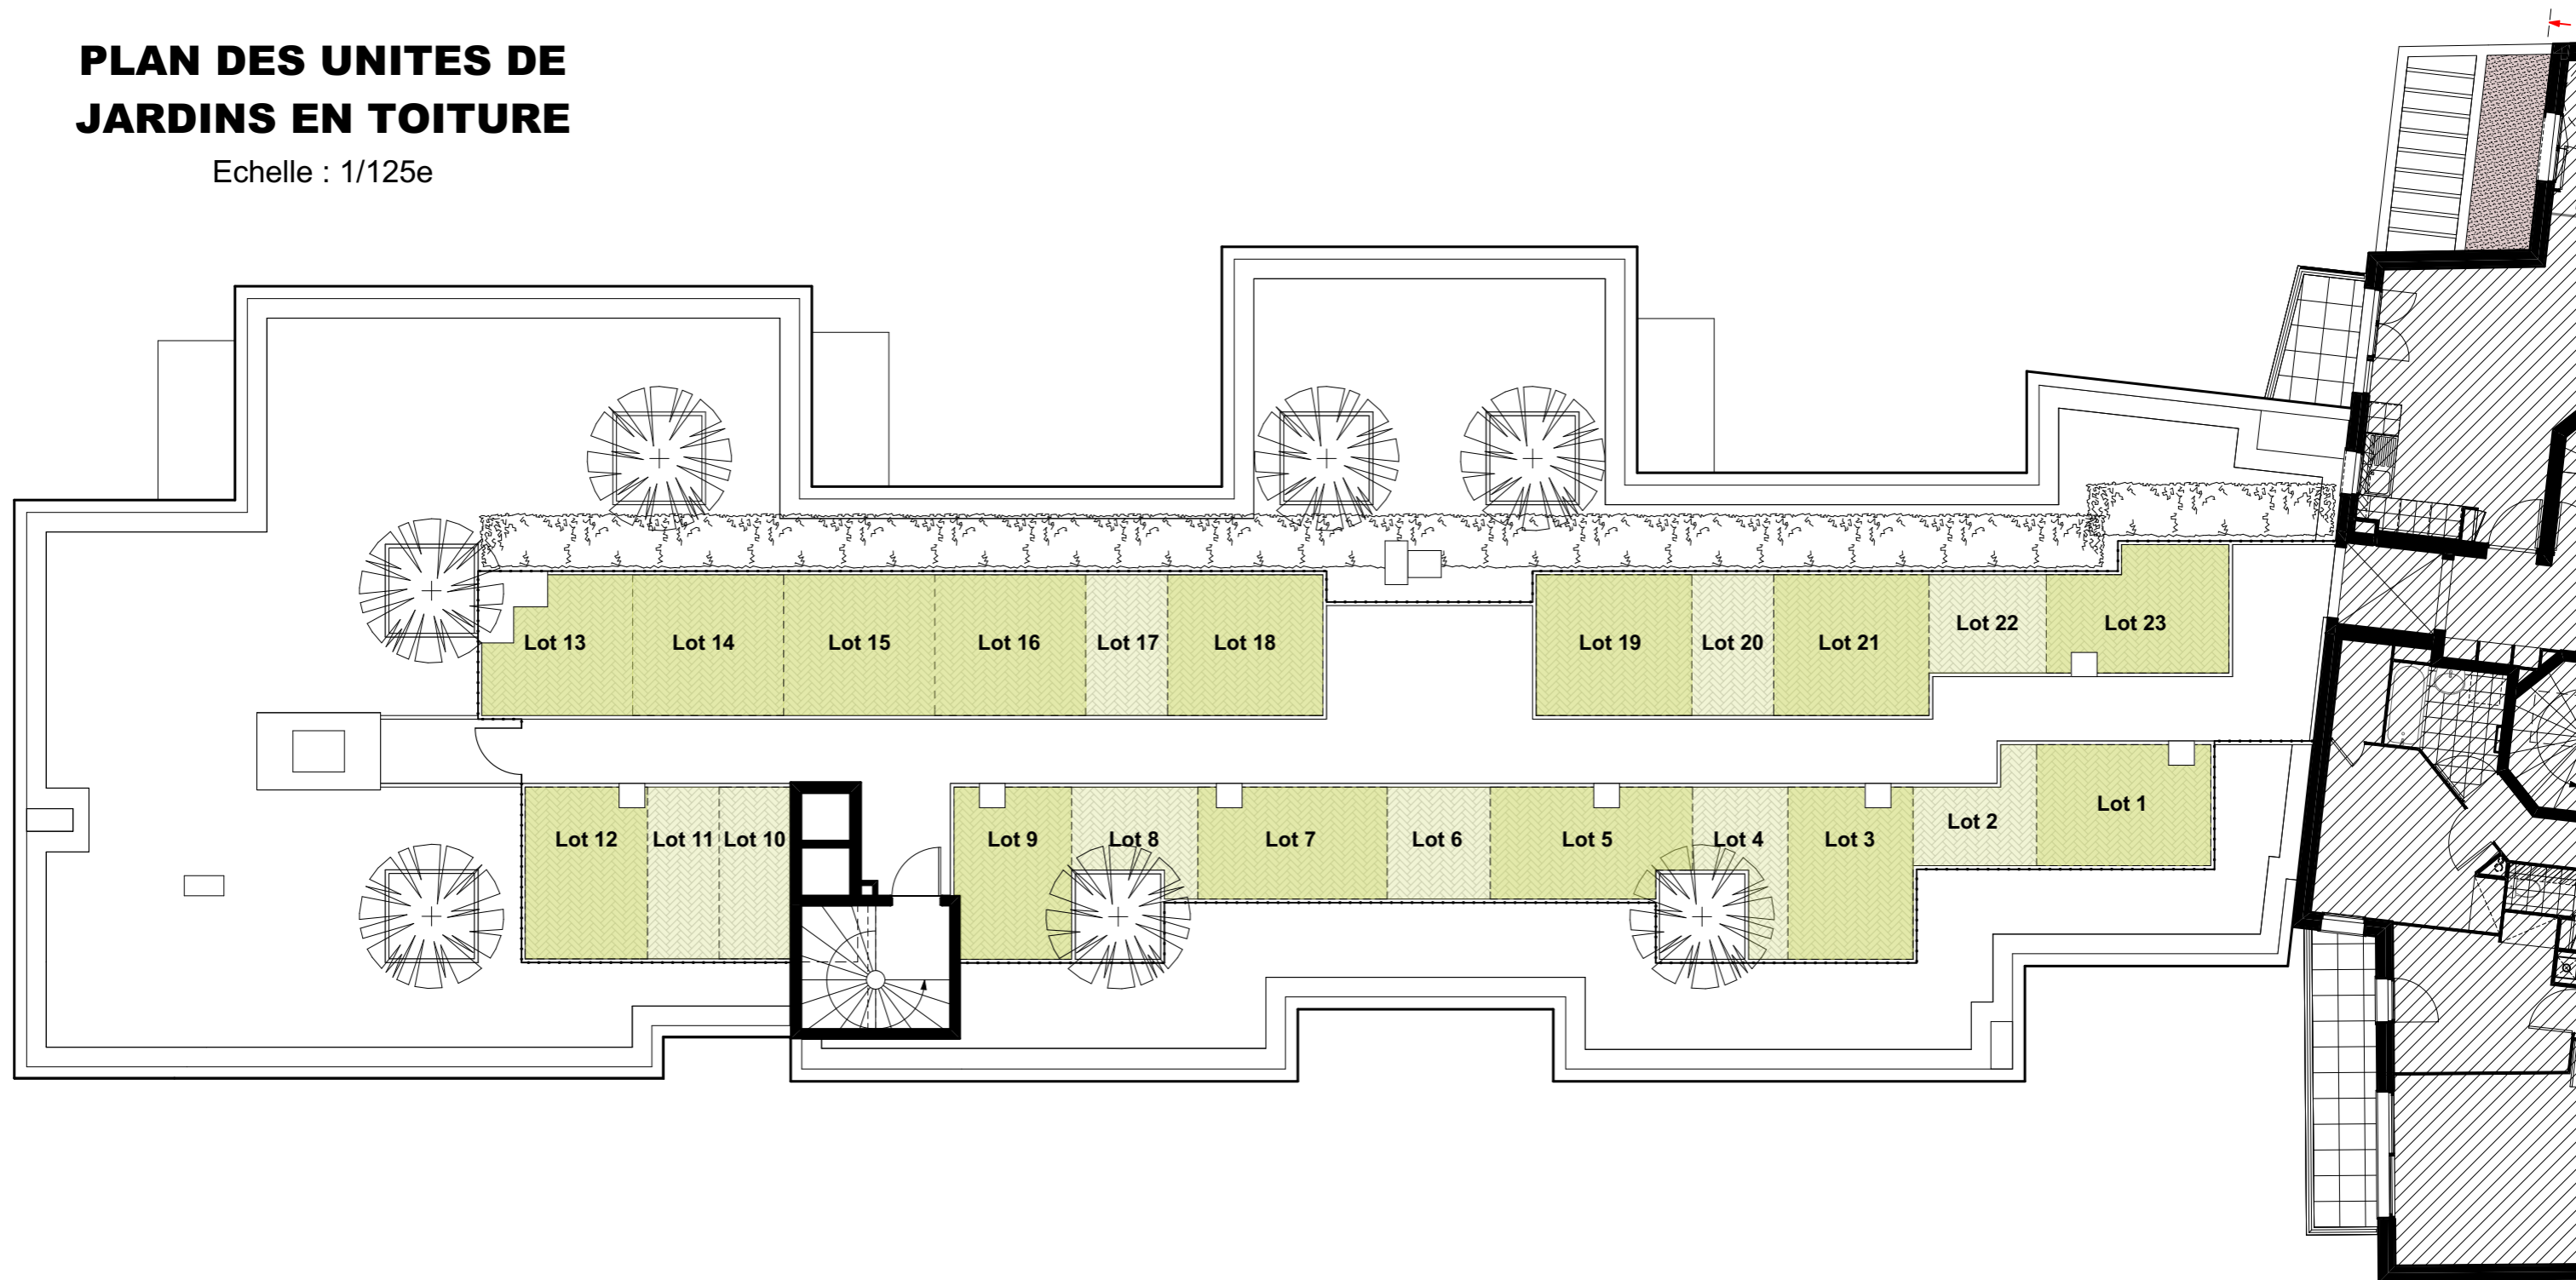 PLAN DES UNITES DE
JARDINS EN TOITURE
Echelle : 1/125e
Lot 13
Lot 14
Lot 15
Lot 16
Lot 17
Lot 18
Lot 19
Lot 20
Lot 21
Lot 22
Lot 23
Lot 12
Lot 11
Lot 10
Lot 9
Lot 8
Lot 7
Lot 6
Lot 5
Lot 4
Lot 3
Lot 2
Lot 1